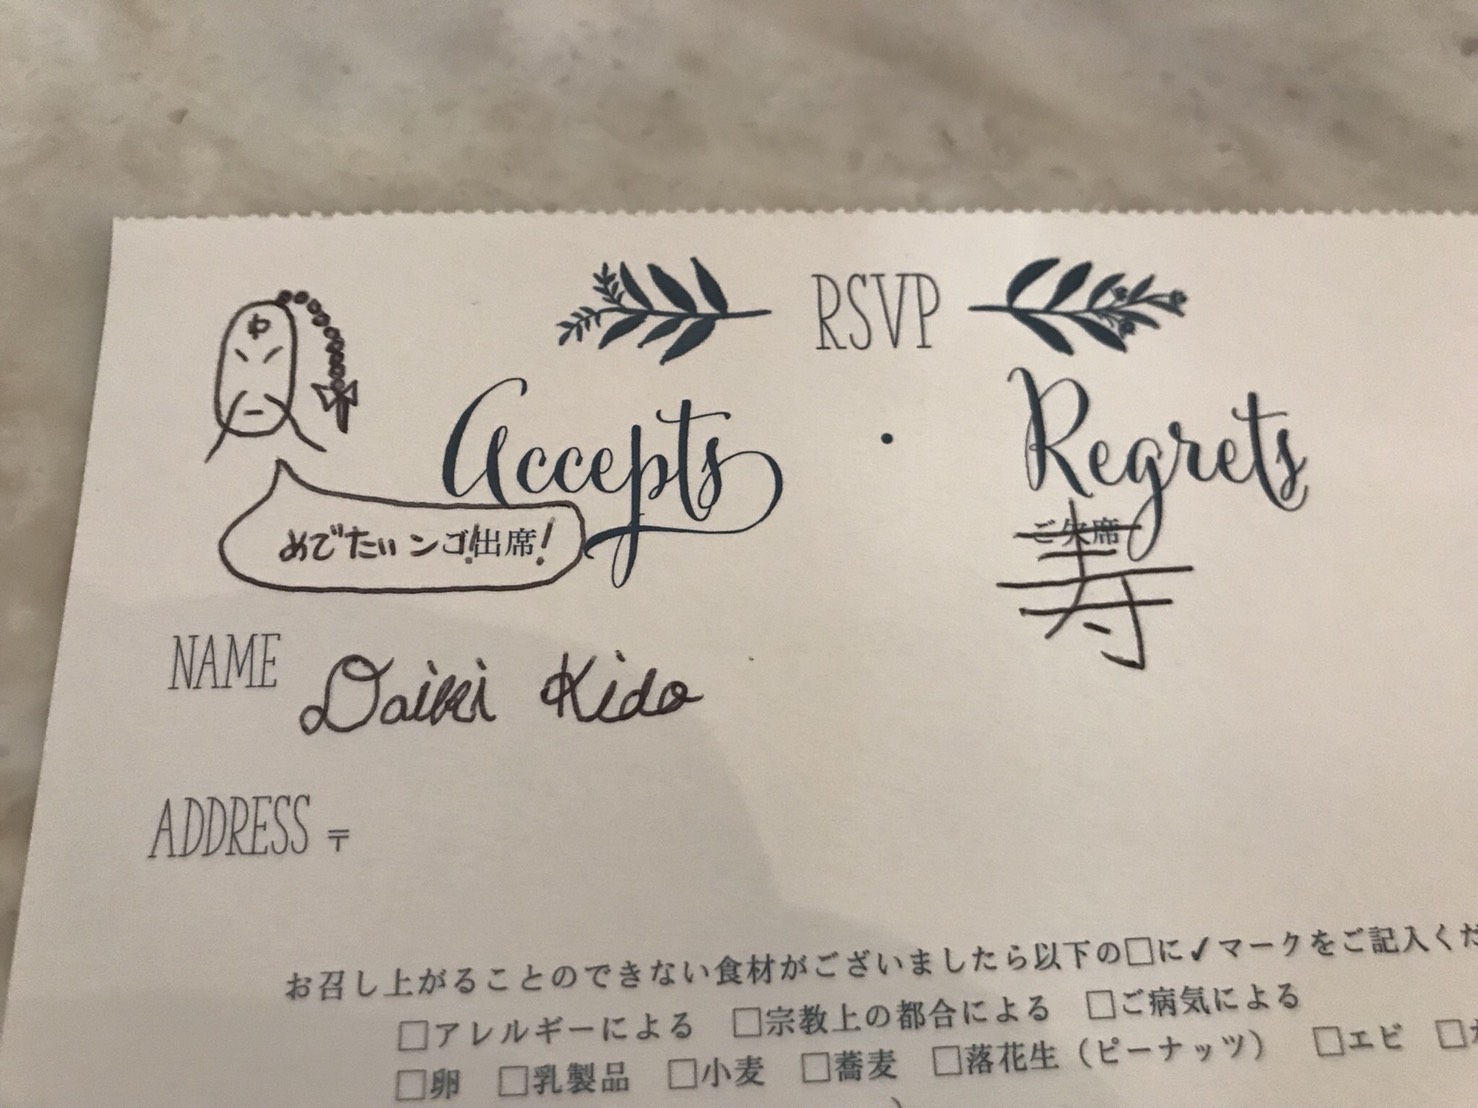 RSVP
Accepts ・ Regrets
中
めでたいンゴ!出席!
ご欠席
寿
NAME Daiki Kido
ADDRESS 〒
お召し上がることのできない食材がございましたら以下の□に✓マークをご記入くだ
□アレルギーによる □宗教上の都合による □ご病気による
□卵 □乳製品 □小麦 □蕎麦 □落花生(ピーナッツ) □エビ □